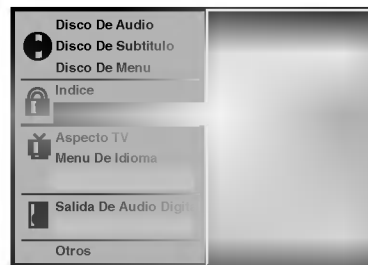 Disco De Audio
Disco De Subtitulo
Disco De Menu
Indice
Aspecto TV
Menu De Idioma
Salida De Audio Digit
Otros